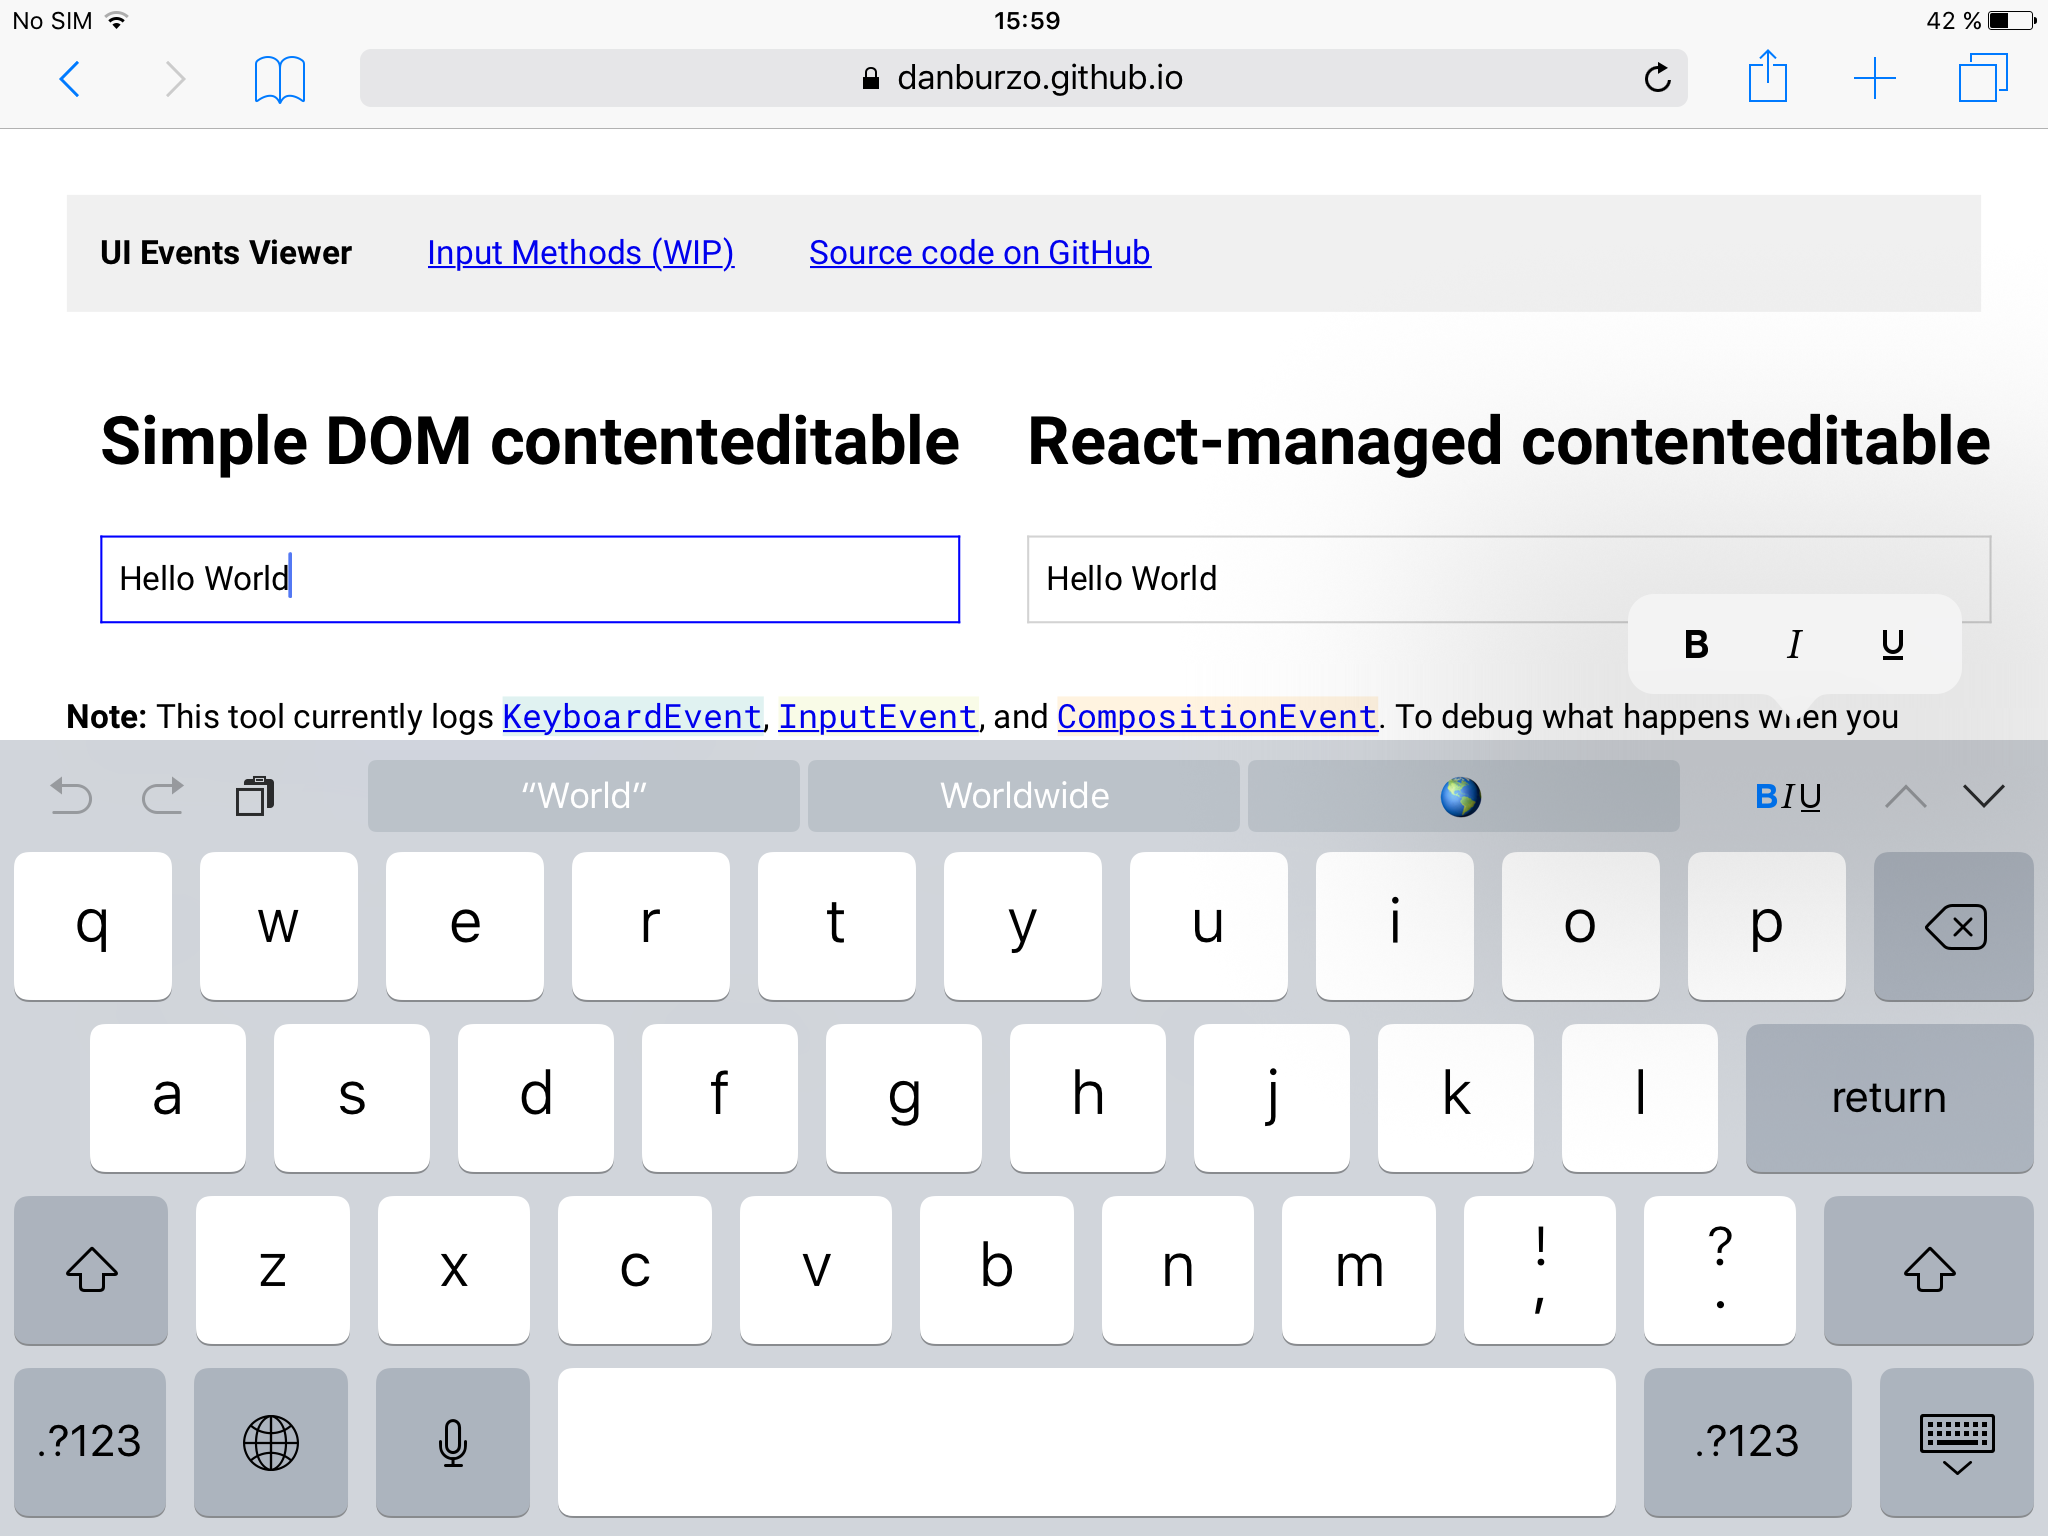 No SIM 15:59 42 %
danburzo.github.io
UI Events Viewer Input Methods (WIP) Source code on GitHub
Simple DOM contenteditable React-managed contenteditable
Hello World Hello World
B I U
Note: This tool currently logs KeyboardEvent, InputEvent, and CompositionEvent. To debug what happens when you
“World” Worldwide BIU
q w e r t y u i o p
a s d f g h j k l return
z x c v b n m ! , ? .
.?123 .?123